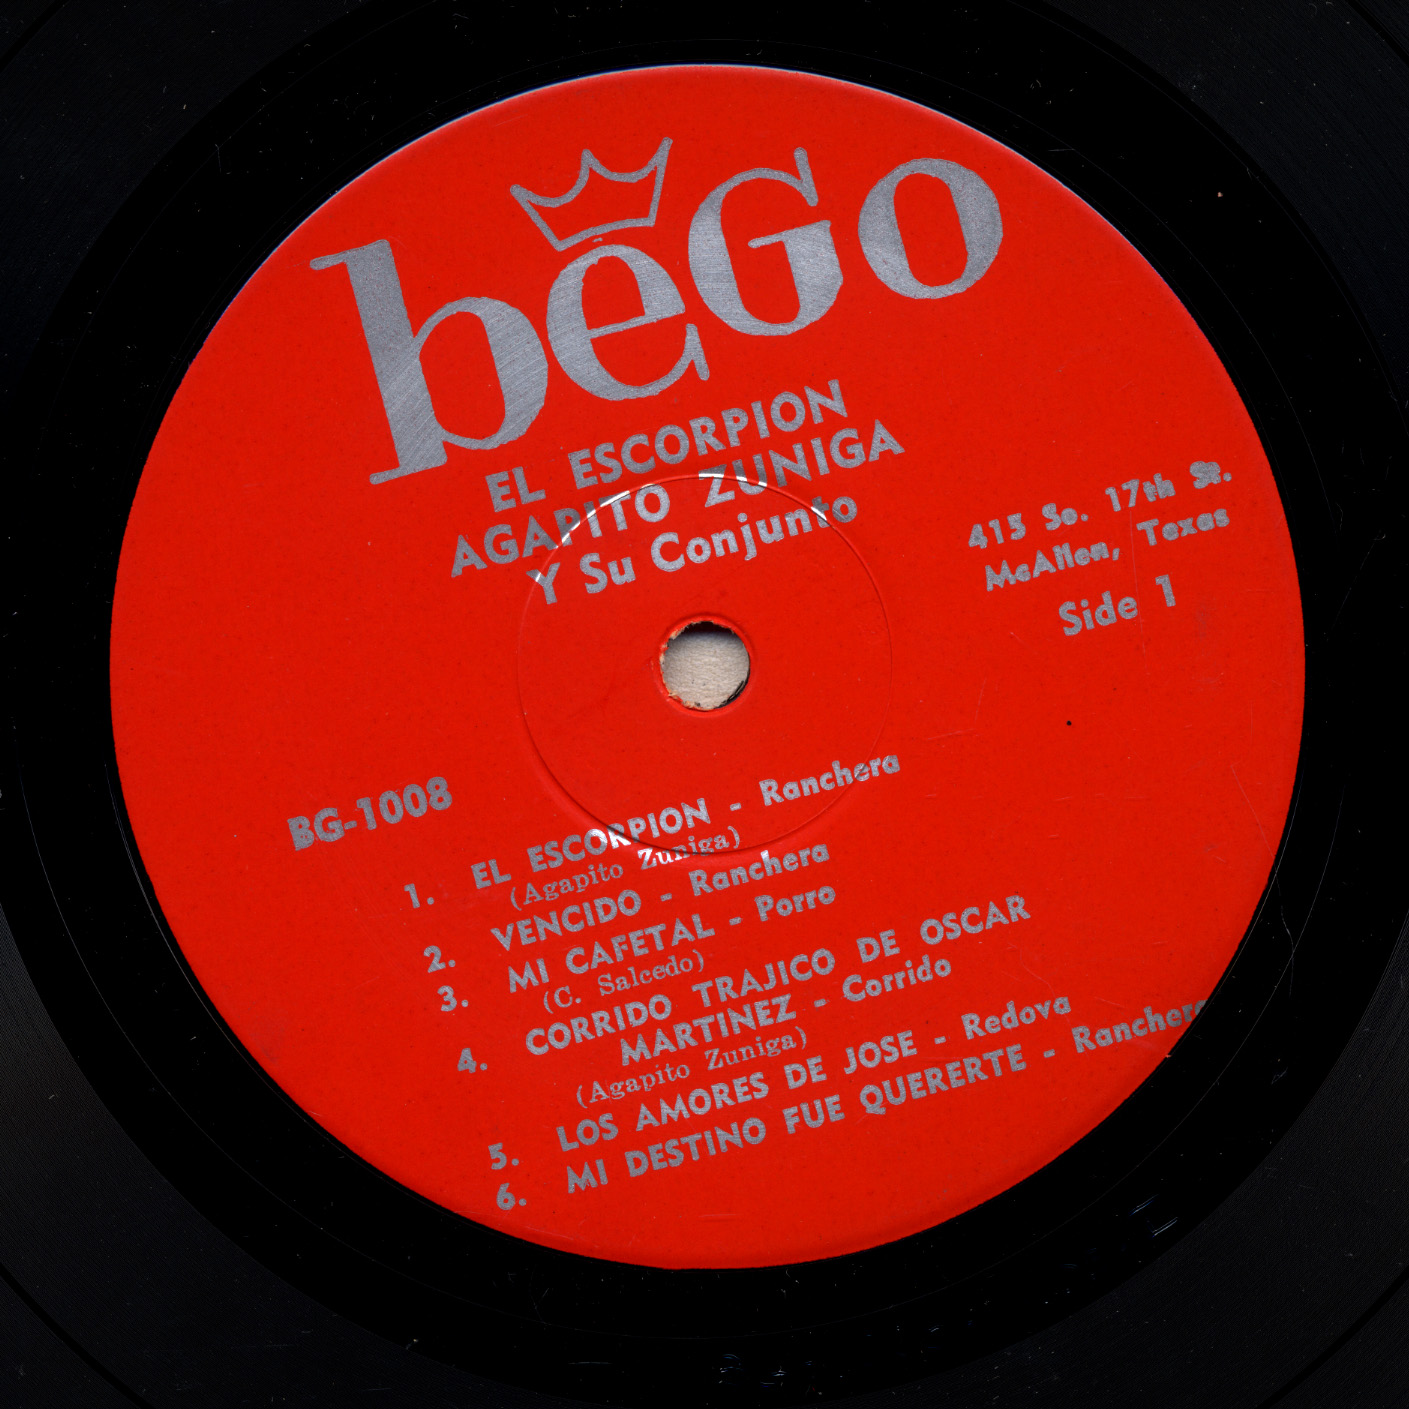 beGo
EL ESCORPION
AGAPITO ZUNIGA
Y Su Conjunto
415 So. 17th St.
McAllen, Texas
Side 1
BG-1008
1. EL ESCORPION - Ranchera
(Agapito Zuniga)
2. VENCIDO - Ranchera
3. MI CAFETAL - Porro
(C. Salcedo)
4. CORRIDO TRAJICO DE OSCAR
MARTINEZ - Corrido
(Agapito Zuniga)
5. LOS AMORES DE JOSE - Redova
6. MI DESTINO FUE QUERERTE - Ranchera